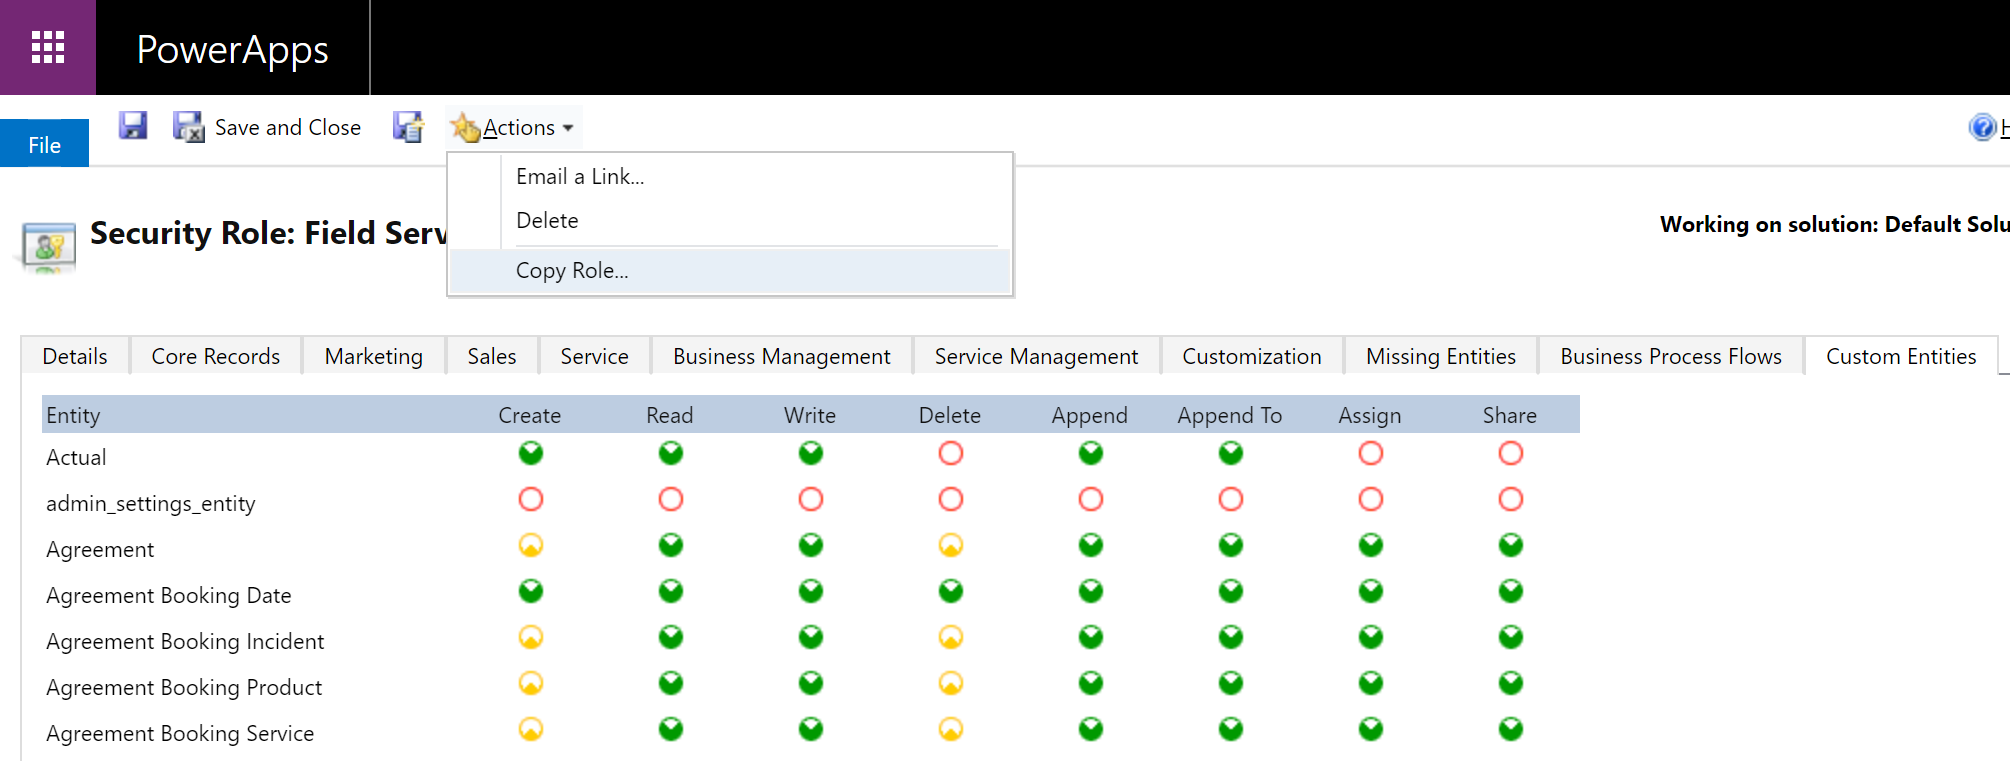 PowerApps
File
Save and Close
Actions
Email a Link...
Delete
Copy Role...
Security Role: Field
Working on solution: Default
Details Core Records Marketing Sales Service Business Management Service Management Customization Missing Entities Business Process Flows Custom Entities
Entity Create Read Write Delete Append Append To Assign Share
Actual
admin_settings_entity
Agreement
Agreement Booking Date
Agreement Booking Incident
Agreement Booking Product
Agreement Booking Service